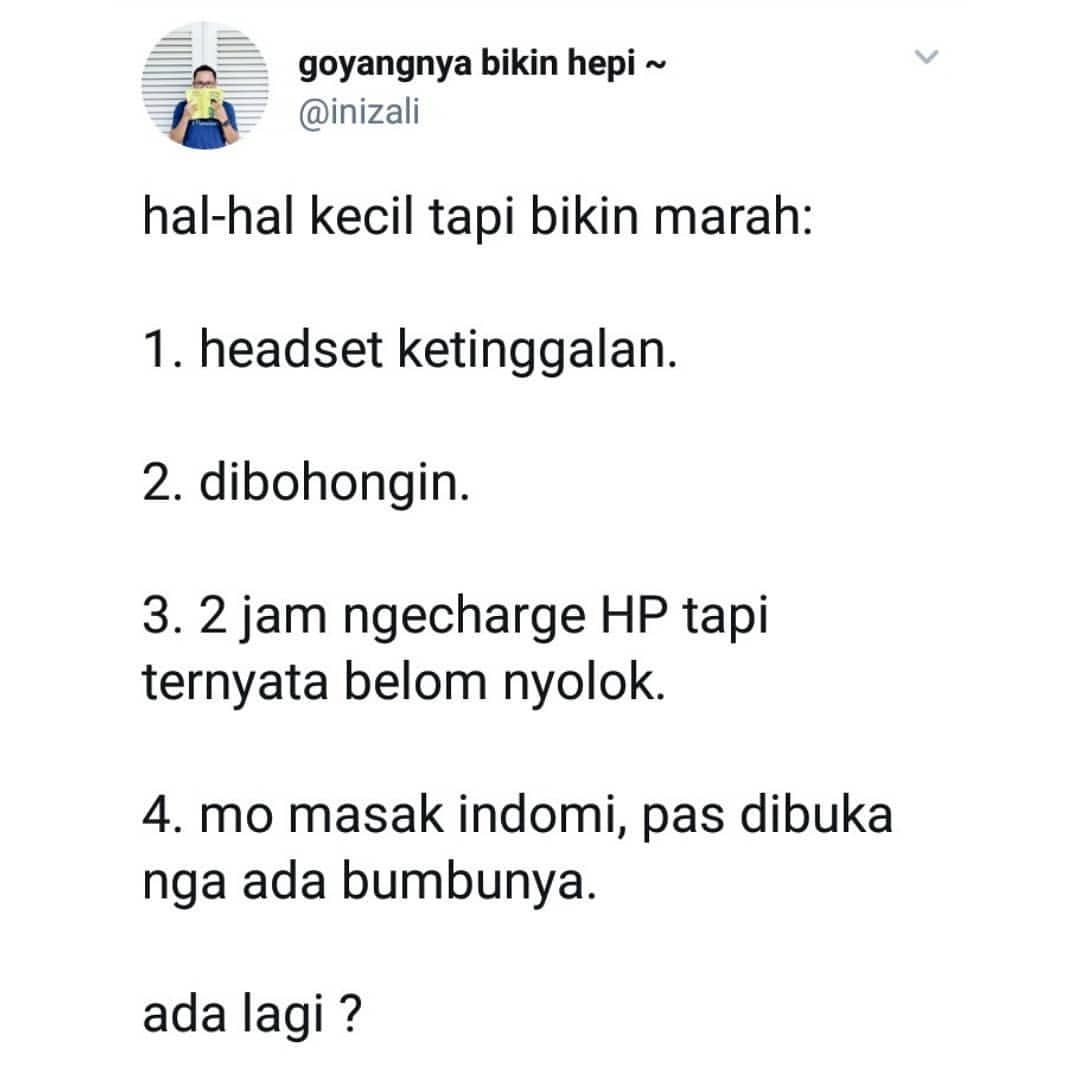 goyangnya bikin hepi ~
@inizali
hal-hal kecil tapi bikin marah:
1. headset ketinggalan.
2. dibohongin.
3. 2 jam ngecharge HP tapi
ternyata belom nyolok.
4. mo masak indomi, pas dibuka
nga ada bumbunya.
ada lagi ?